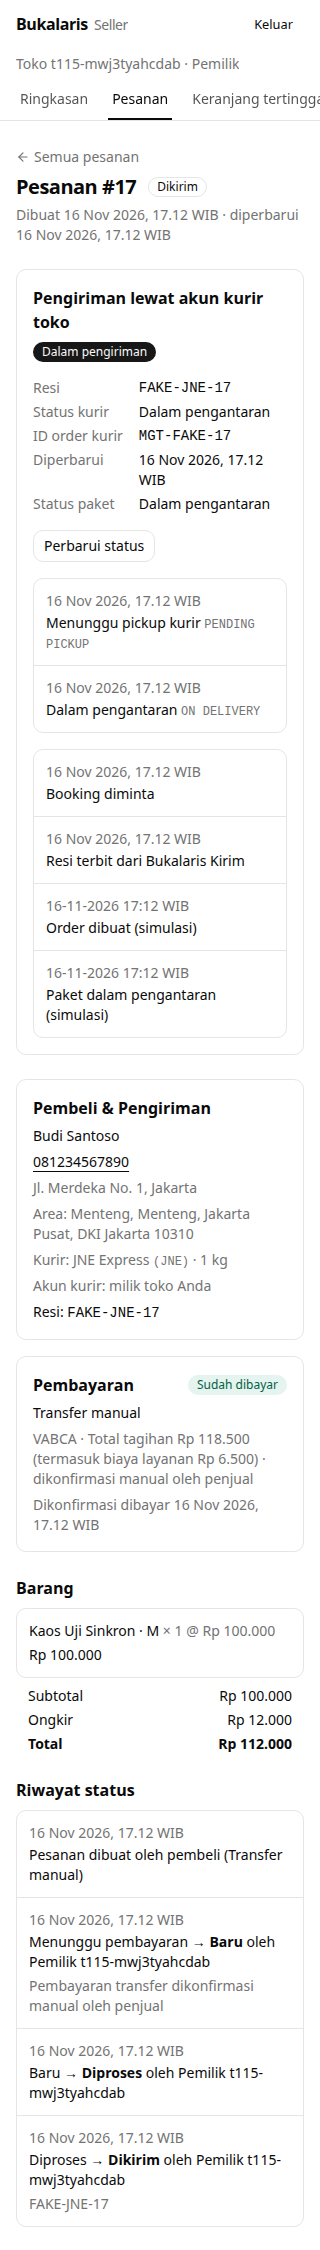 Bukalaris Seller Keluar
Toko t115-mwj3tyahcdab · Pemilik
Ringkasan Pesanan Keranjang tertingga
← Semua pesanan
Pesanan #17 Dikirim
Dibuat 16 Nov 2026, 17.12 WIB · diperbarui
16 Nov 2026, 17.12 WIB
Pengiriman lewat akun kurir
toko
Dalam pengiriman
Resi FAKE-JNE-17
Status kurir Dalam pengantaran
ID order kurir MGT-FAKE-17
Diperbarui 16 Nov 2026, 17.12
WIB
Status paket Dalam pengantaran
Perbarui status
16 Nov 2026, 17.12 WIB
Menunggu pickup kurir PENDING
PICKUP
16 Nov 2026, 17.12 WIB
Dalam pengantaran ON DELIVERY
16 Nov 2026, 17.12 WIB
Booking diminta
16 Nov 2026, 17.12 WIB
Resi terbit dari Bukalaris Kirim
16-11-2026 17:12 WIB
Order dibuat (simulasi)
16-11-2026 17:12 WIB
Paket dalam pengantaran
(simulasi)
Pembeli & Pengiriman
Budi Santoso
081234567890
Jl. Merdeka No. 1, Jakarta
Area: Menteng, Menteng, Jakarta
Pusat, DKI Jakarta 10310
Kurir: JNE Express (JNE) · 1 kg
Akun kurir: milik toko Anda
Resi: FAKE-JNE-17
Pembayaran Sudah dibayar
Transfer manual
VABCA · Total tagihan Rp 118.500
(termasuk biaya layanan Rp 6.500) ·
dikonfirmasi manual oleh penjual
Dikonfirmasi dibayar 16 Nov 2026,
17.12 WIB
Barang
Kaos Uji Sinkron · M × 1 @ Rp 100.000
Rp 100.000
Subtotal Rp 100.000
Ongkir Rp 12.000
Total Rp 112.000
Riwayat status
16 Nov 2026, 17.12 WIB
Pesanan dibuat oleh pembeli (Transfer
manual)
16 Nov 2026, 17.12 WIB
Menunggu pembayaran → Baru oleh
Pemilik t115-mwj3tyahcdab
Pembayaran transfer dikonfirmasi
manual oleh penjual
16 Nov 2026, 17.12 WIB
Baru → Diproses oleh Pemilik t115-
mwj3tyahcdab
16 Nov 2026, 17.12 WIB
Diproses → Dikirim oleh Pemilik t115-
mwj3tyahcdab
FAKE-JNE-17